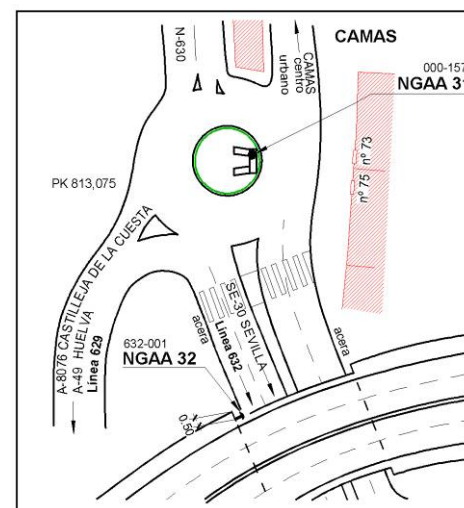 N-630
CAMAS
centro
urbano
CAMAS
000-157
NGAA 31
nº 73
nº 75
PK 813,075
A-8076 CASTILLEJA DE LA CUESTA
A-49 HUELVA
Línea 629
SE-30 SEVILLA
Línea 632
acera
acera
632-001
NGAA 32
0.50